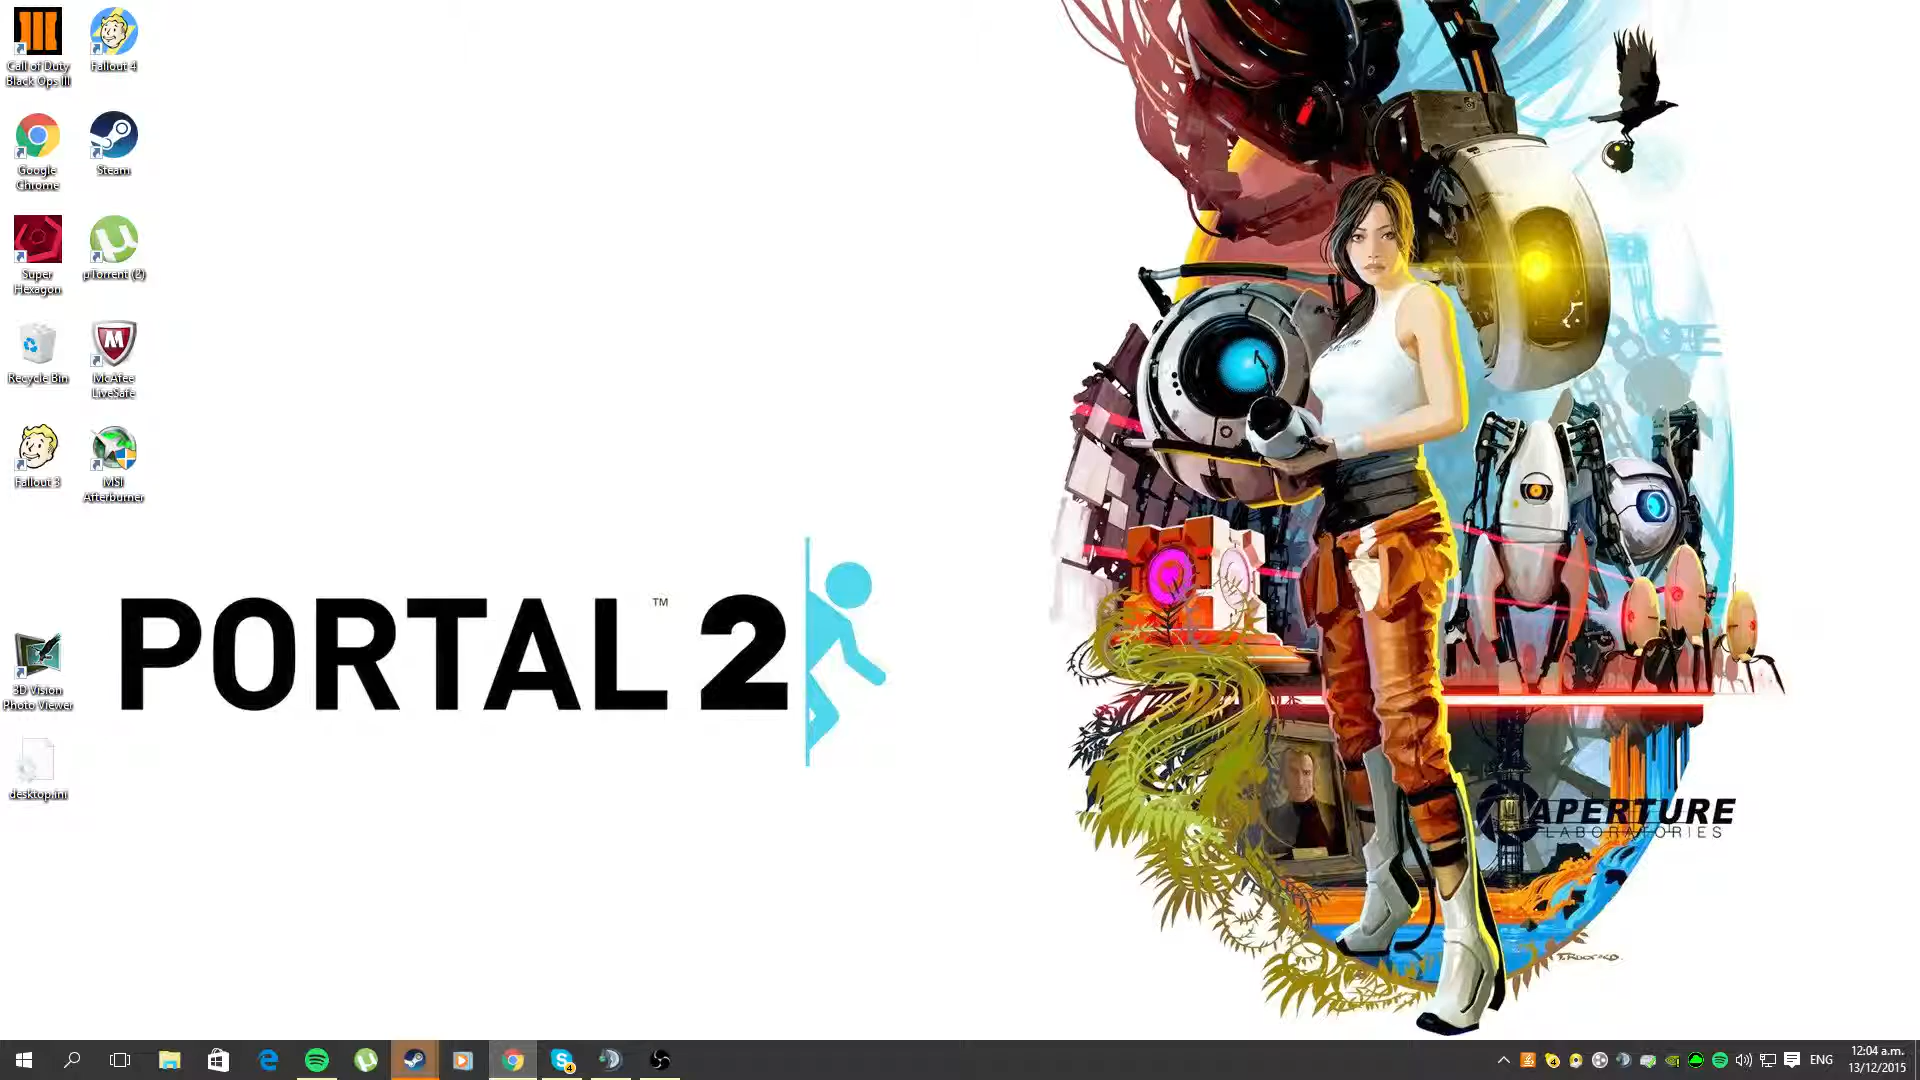 Call of Duty
Black Ops III
Fallout 4
Google
Chrome
Steam
Super
Hexagon
µTorrent (2)
Recycle Bin
McAfee
LiveSafe
Fallout 3
MSI
Afterburner
3D Vision
Photo Viewer
desktop.ini
PORTAL 2
™
APERTURE
LABORATORIES
ENG
12:04 a.m.
13/12/2015